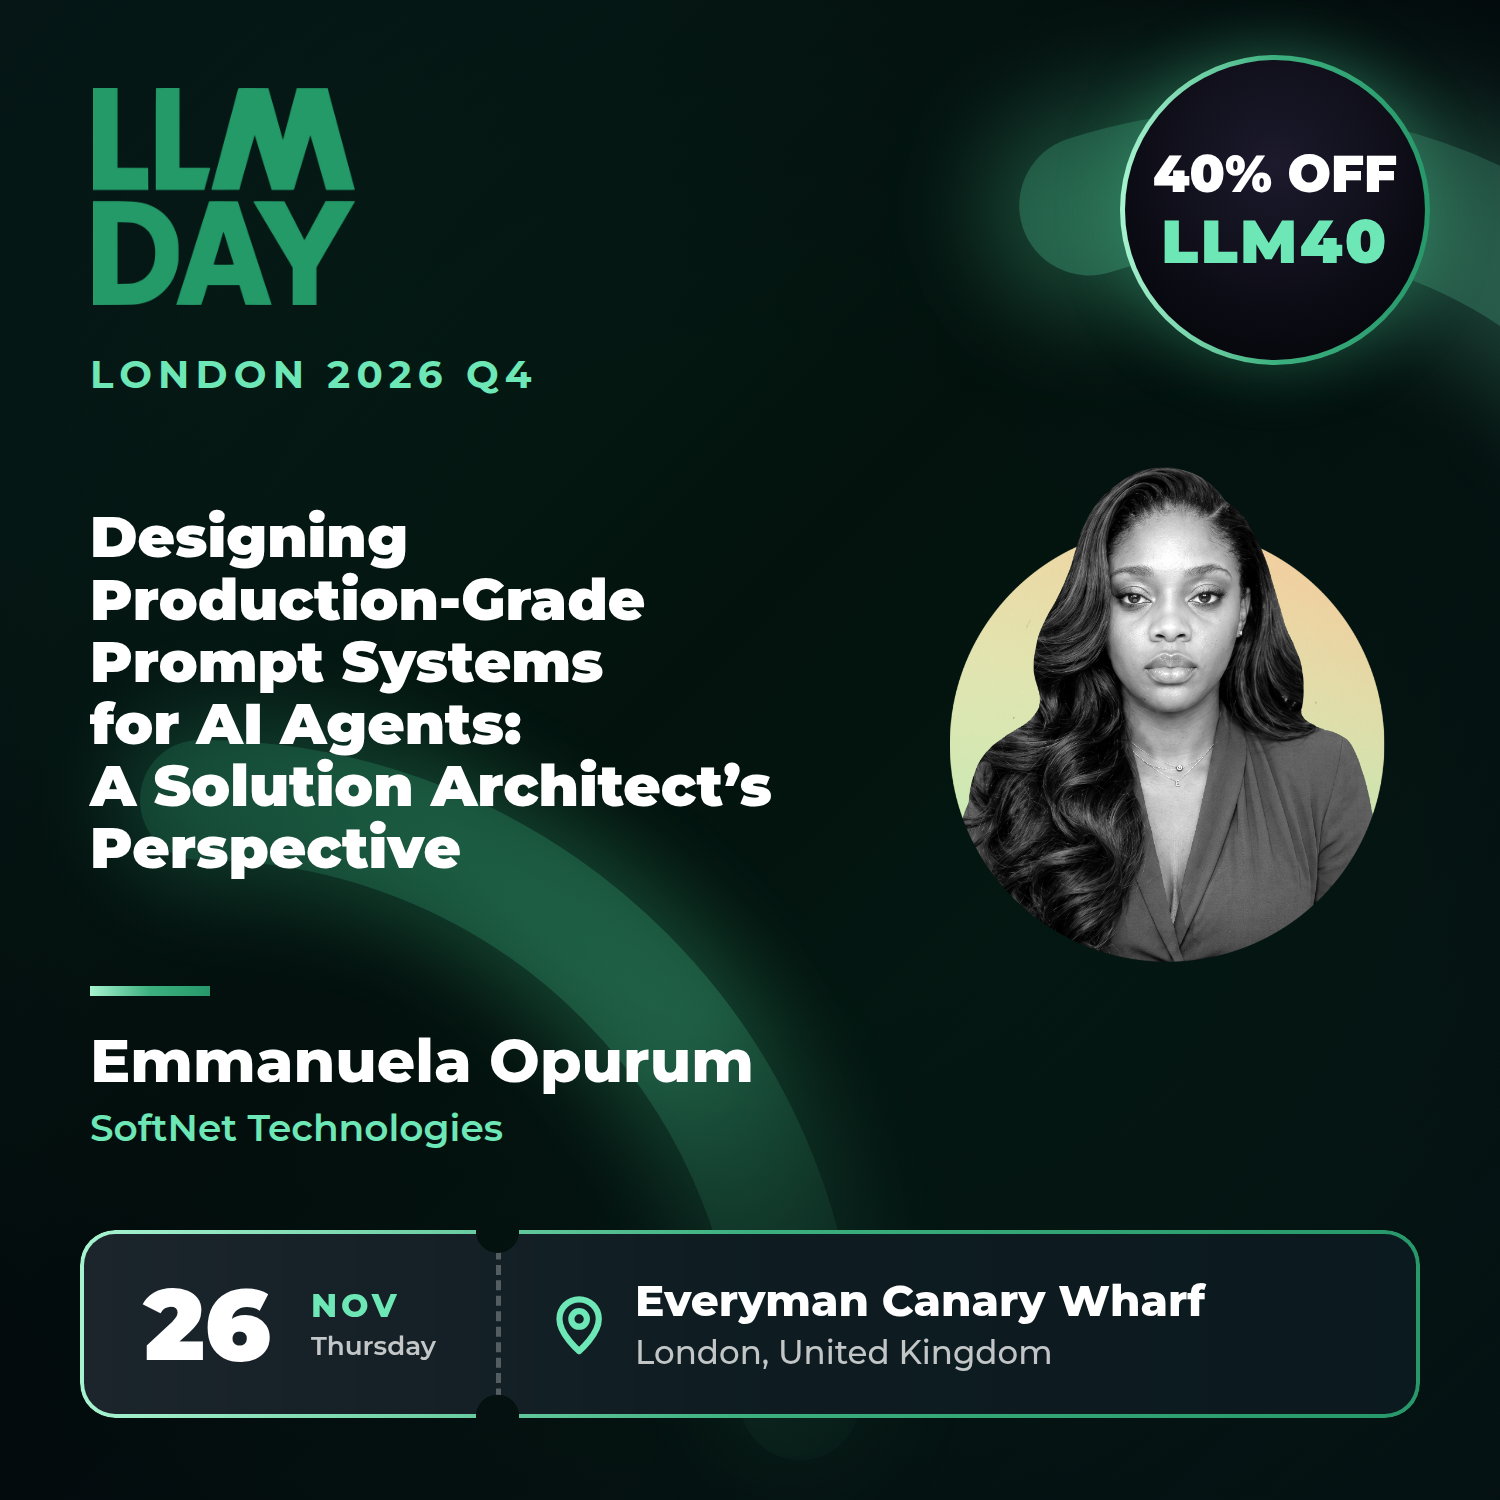 LLM
DAY
LONDON 2026 Q4
40% OFF
LLM40
Designing
Production-Grade
Prompt Systems
for AI Agents:
A Solution Architect’s
Perspective
Emmanuela Opurum
SoftNet Technologies
26
NOV
Thursday
Everyman Canary Wharf
London, United Kingdom